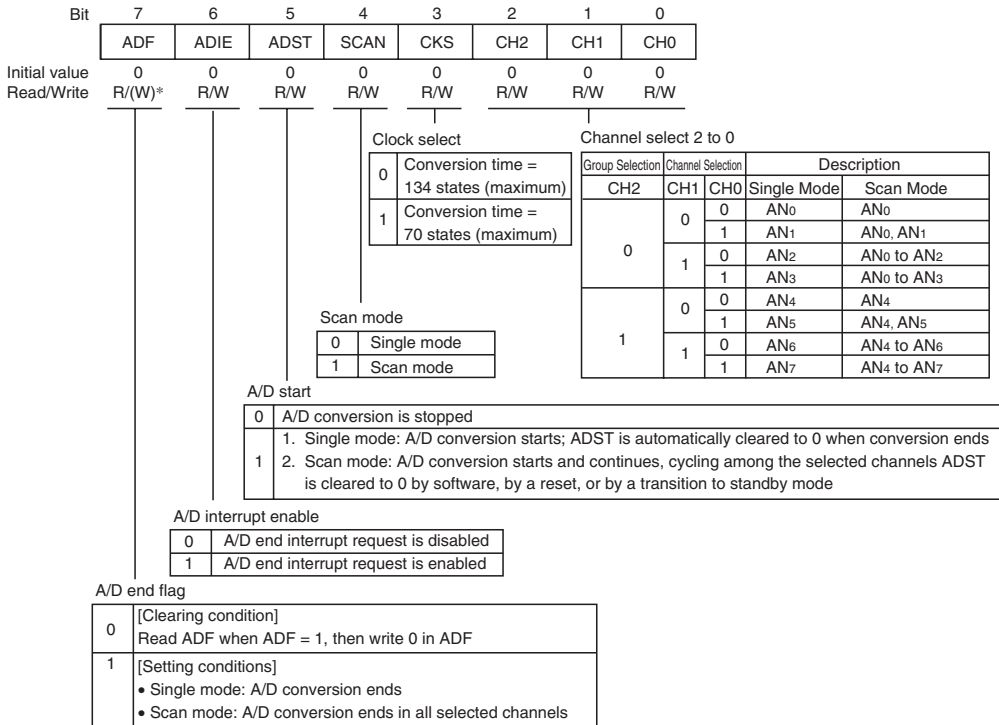 Bit 7 6 5 4 3 2 1 0
ADF ADIE ADST SCAN CKS CH2 CH1 CH0
Initial value 0 0 0 0 0 0 0 0
Read/Write R/(W)* R/W R/W R/W R/W R/W R/W R/W
Clock select
0 Conversion time =
134 states (maximum)
1 Conversion time =
70 states (maximum)
Channel select 2 to 0
Group Selection Channel Selection Description
CH2 CH1 CH0 Single Mode Scan Mode
0 0 0 AN0 AN0
1 AN1 AN0, AN1
1 0 AN2 AN0 to AN2
1 AN3 AN0 to AN3
1 0 0 AN4 AN4
1 AN5 AN4, AN5
1 0 AN6 AN4 to AN6
1 AN7 AN4 to AN7
Scan mode
0 Single mode
1 Scan mode
A/D start
0 A/D conversion is stopped
1 1. Single mode: A/D conversion starts; ADST is automatically cleared to 0 when conversion ends
2. Scan mode: A/D conversion starts and continues, cycling among the selected channels ADST
is cleared to 0 by software, by a reset, or by a transition to standby mode
A/D interrupt enable
0 A/D end interrupt request is disabled
1 A/D end interrupt request is enabled
A/D end flag
0 [Clearing condition]
Read ADF when ADF = 1, then write 0 in ADF
1 [Setting conditions]
• Single mode: A/D conversion ends
• Scan mode: A/D conversion ends in all selected channels